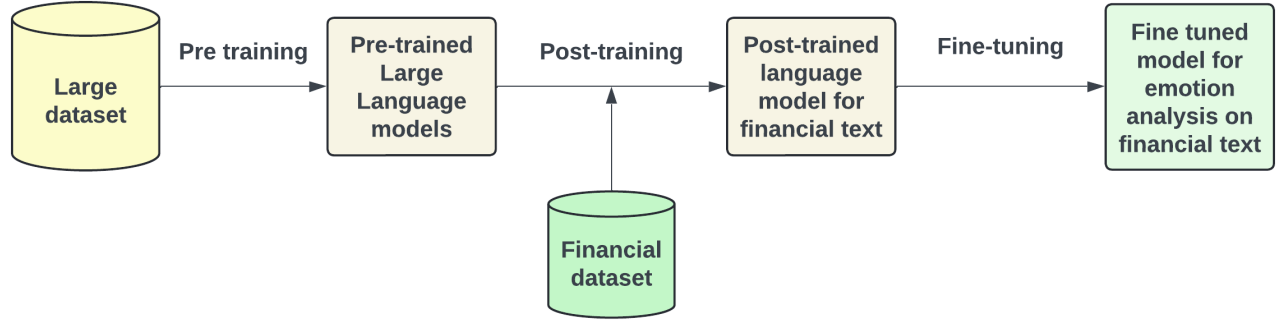 Large
dataset
Pre training
Pre-trained
Large
Language
models
Post-training
Financial
dataset
Post-trained
language
model for
financial text
Fine-tuning
Fine tuned
model for
emotion
analysis on
financial text